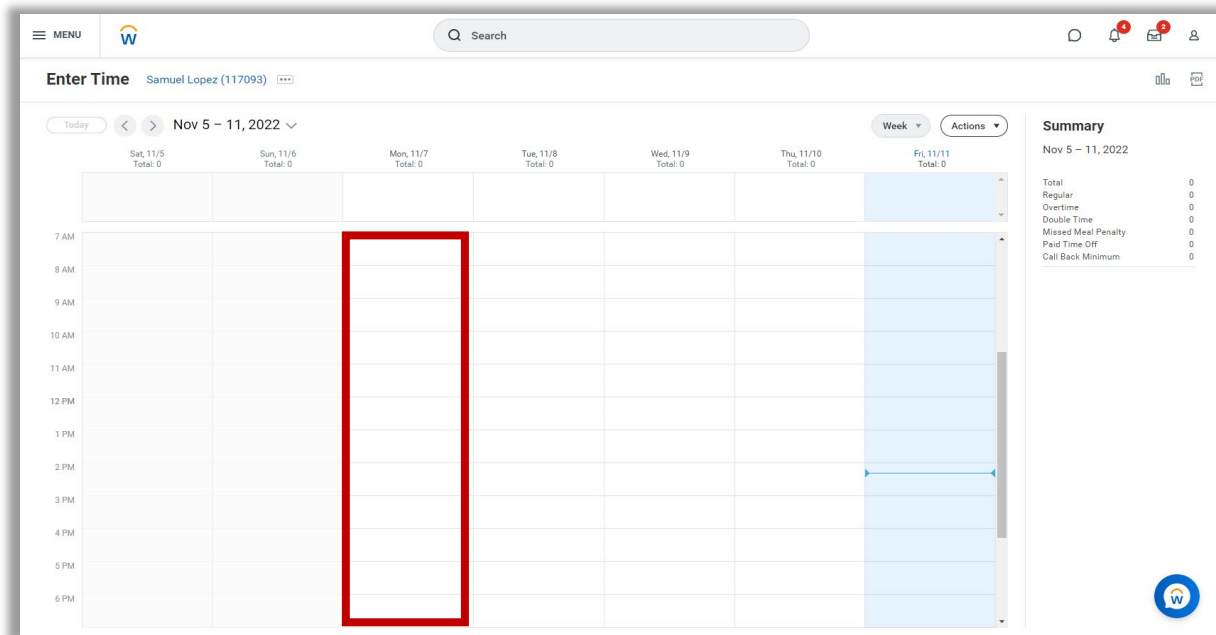 MENU
W
Search
4
2
Enter Time Samuel Lopez (117093)
PDF
Today Nov 5 – 11, 2022
Week Actions
Sat, 11/5 Sun, 11/6 Mon, 11/7 Tue, 11/8 Wed, 11/9 Thu, 11/10 Fri, 11/11
Total: 0 Total: 0 Total: 0 Total: 0 Total: 0 Total: 0 Total: 0
7 AM
8 AM
9 AM
10 AM
11 AM
12 PM
1 PM
2 PM
3 PM
4 PM
5 PM
6 PM
Summary
Nov 5 – 11, 2022
Total 0
Regular 0
Overtime 0
Double Time 0
Missed Meal Penalty 0
Paid Time Off 0
Call Back Minimum 0
W